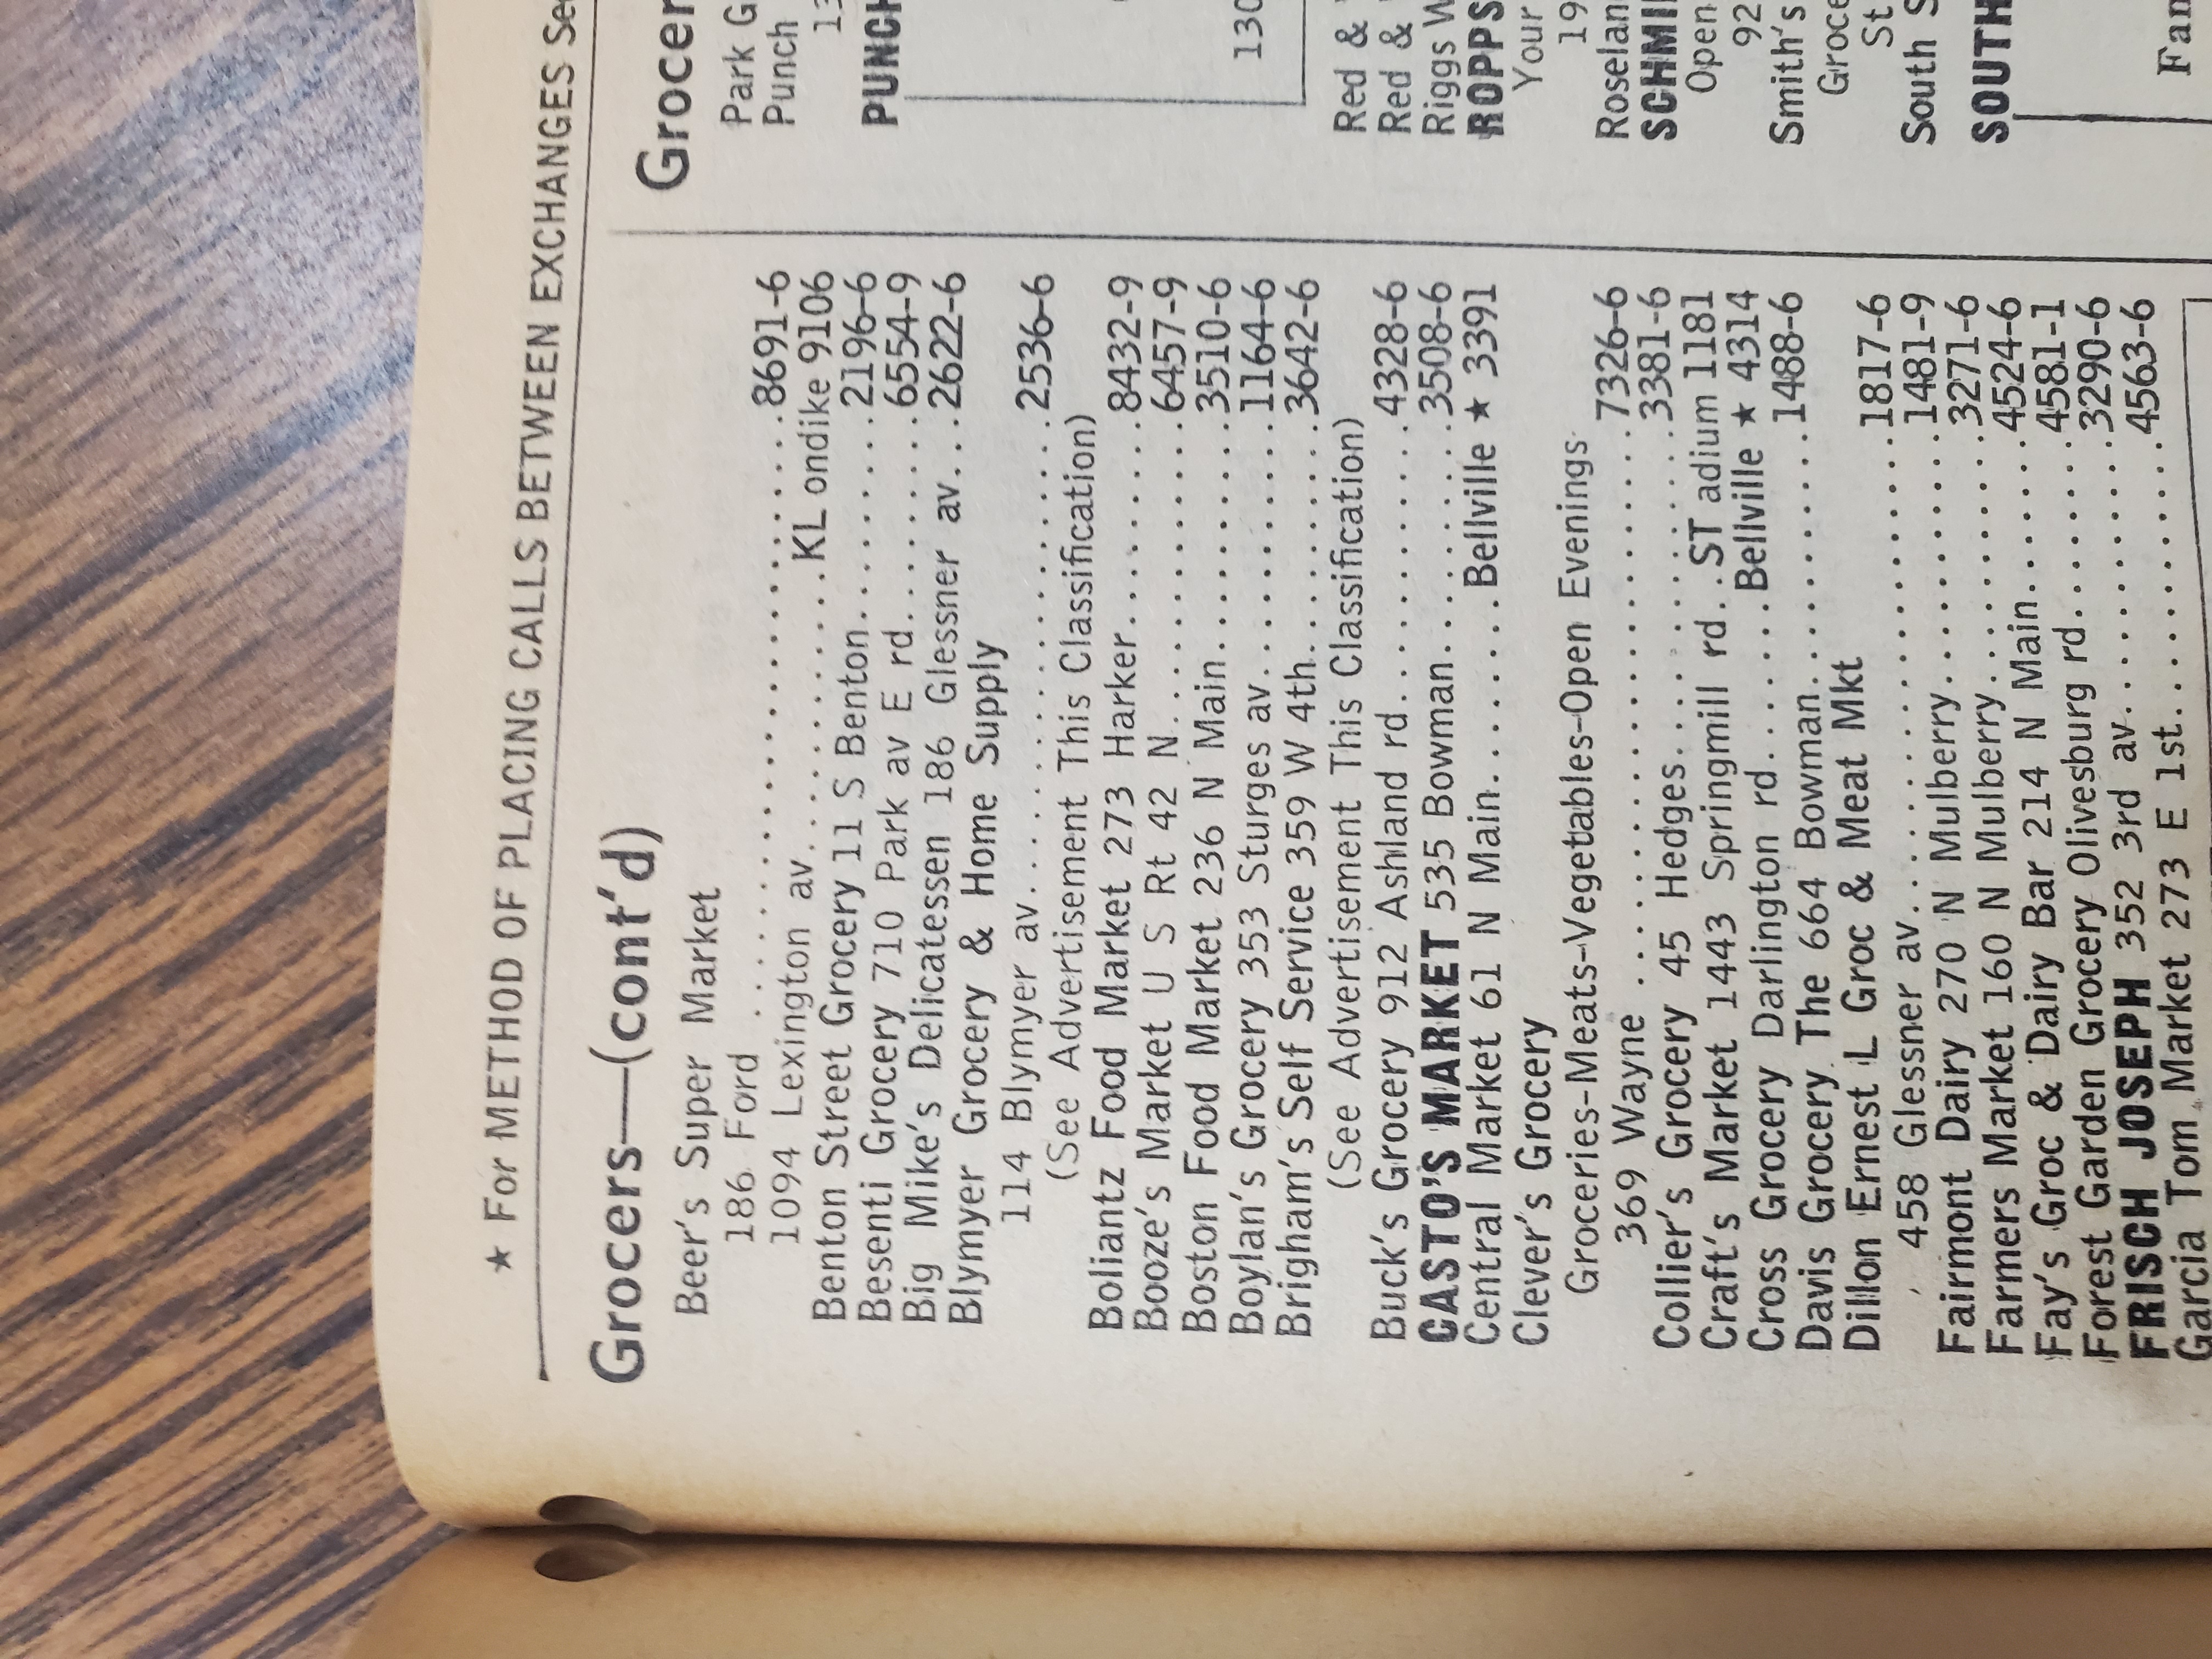 ★ For METHOD OF PLACING CALLS BETWEEN EXCHANGES See
Grocers—(cont'd)
Beer's Super Market
186 Ford ..........................8691-6
1094 Lexington av...............KL ondike 9106
Benton Street Grocery 11 S Benton..........2196-6
Besenti Grocery 710 Park av E rd..........6554-9
Big Mike's Delicatessen 186 Glessner av...2622-6
Blymyer Grocery & Home Supply
114 Blymyer av....................2536-6
(See Advertisement This Classification)
Boliantz Food Market 273 Harker..........8432-9
Booze's Market U S Rt 42 N...............6457-9
Boston Food Market 236 N Main...........3510-6
Boylan's Grocery 353 Sturges av...........1164-6
Brigham's Self Service 359 W 4th..........3642-6
(See Advertisement This Classification)
Buck's Grocery 912 Ashland rd............4328-6
CASTO'S MARKET 535 Bowman..........3508-6
Central Market 61 N Main..........Bellville ★ 3391
Clever's Grocery
Groceries-Meats-Vegetables-Open Evenings
369 Wayne ..........................7326-6
Collier's Grocery 45 Hedges..............3381-6
Craft's Market 1443 Springmill rd..ST adium 1181
Cross Grocery Darlington rd........Bellville ★ 4314
Davis Grocery The 664 Bowman...........1488-6
Dillon Ernest L Groc & Meat Mkt
458 Glessner av.......................1817-6
Fairmont Dairy 270 N Mulberry............1481-9
Farmers Market 160 N Mulberry............3271-6
Fay's Groc & Dairy Bar 214 N Main........4524-6
Forest Garden Grocery Olivesburg rd........4581-1
FRISCH JOSEPH 352 3rd av.............3290-6
Garcia Tom Market 273 E 1st.............4563-6
Grocer
Park G
Punch
13
PUNCH
130
Red &
Red &
Riggs W
ROPPS
Your
19
Roselan
SCHMI
Open
92
Smith's
Groce
St
South S
SOUTH
Fan